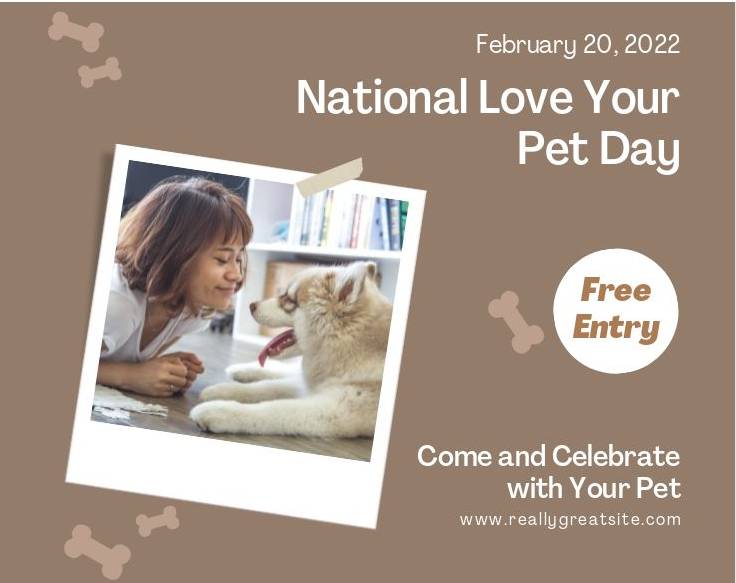 February 20, 2022
National Love Your
Pet Day
Free
Entry
Come and Celebrate
with Your Pet
www.reallygreatsite.com